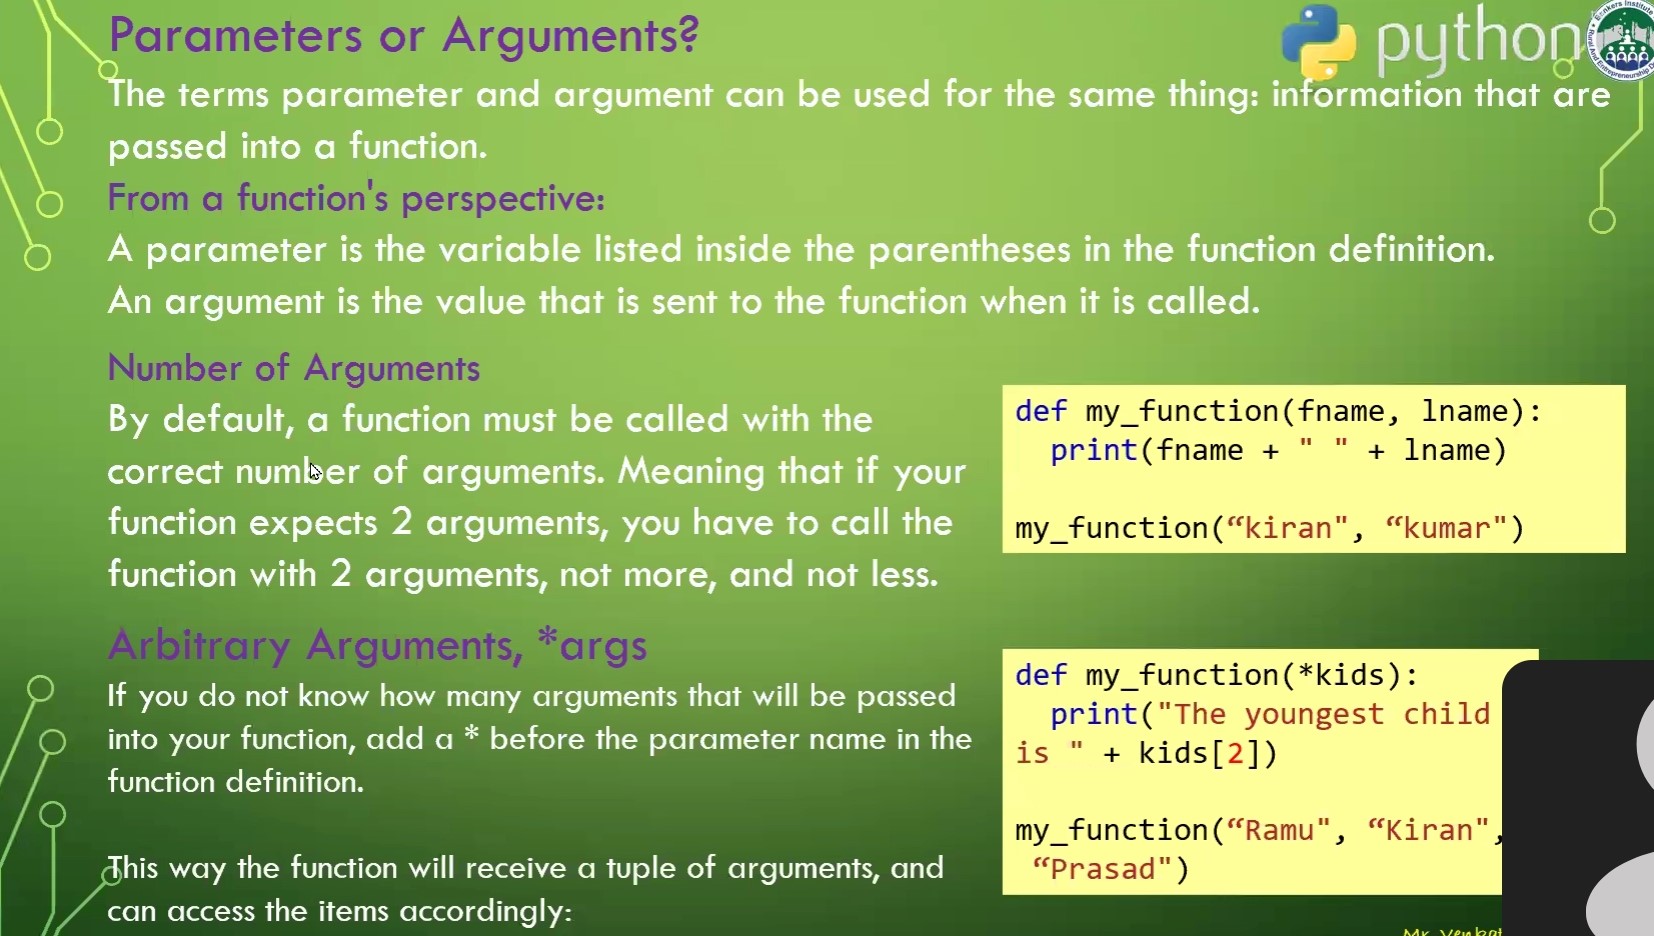 Parameters or Arguments?
python
The terms parameter and argument can be used for the same thing: information that are
passed into a function.
From a function's perspective:
A parameter is the variable listed inside the parentheses in the function definition.
An argument is the value that is sent to the function when it is called.
Number of Arguments
By default, a function must be called with the
correct number of arguments. Meaning that if your
function expects 2 arguments, you have to call the
function with 2 arguments, not more, and not less.
def my_function(fname, lname):
  print(fname + " " + lname)
my_function(“kiran", “kumar")
Arbitrary Arguments, *args
If you do not know how many arguments that will be passed
into your function, add a * before the parameter name in the
function definition.
This way the function will receive a tuple of arguments, and
can access the items accordingly:
def my_function(*kids):
  print("The youngest child
is " + kids[2])
my_function(“Ramu", “Kiran",
 “Prasad")
Mr. Venkat